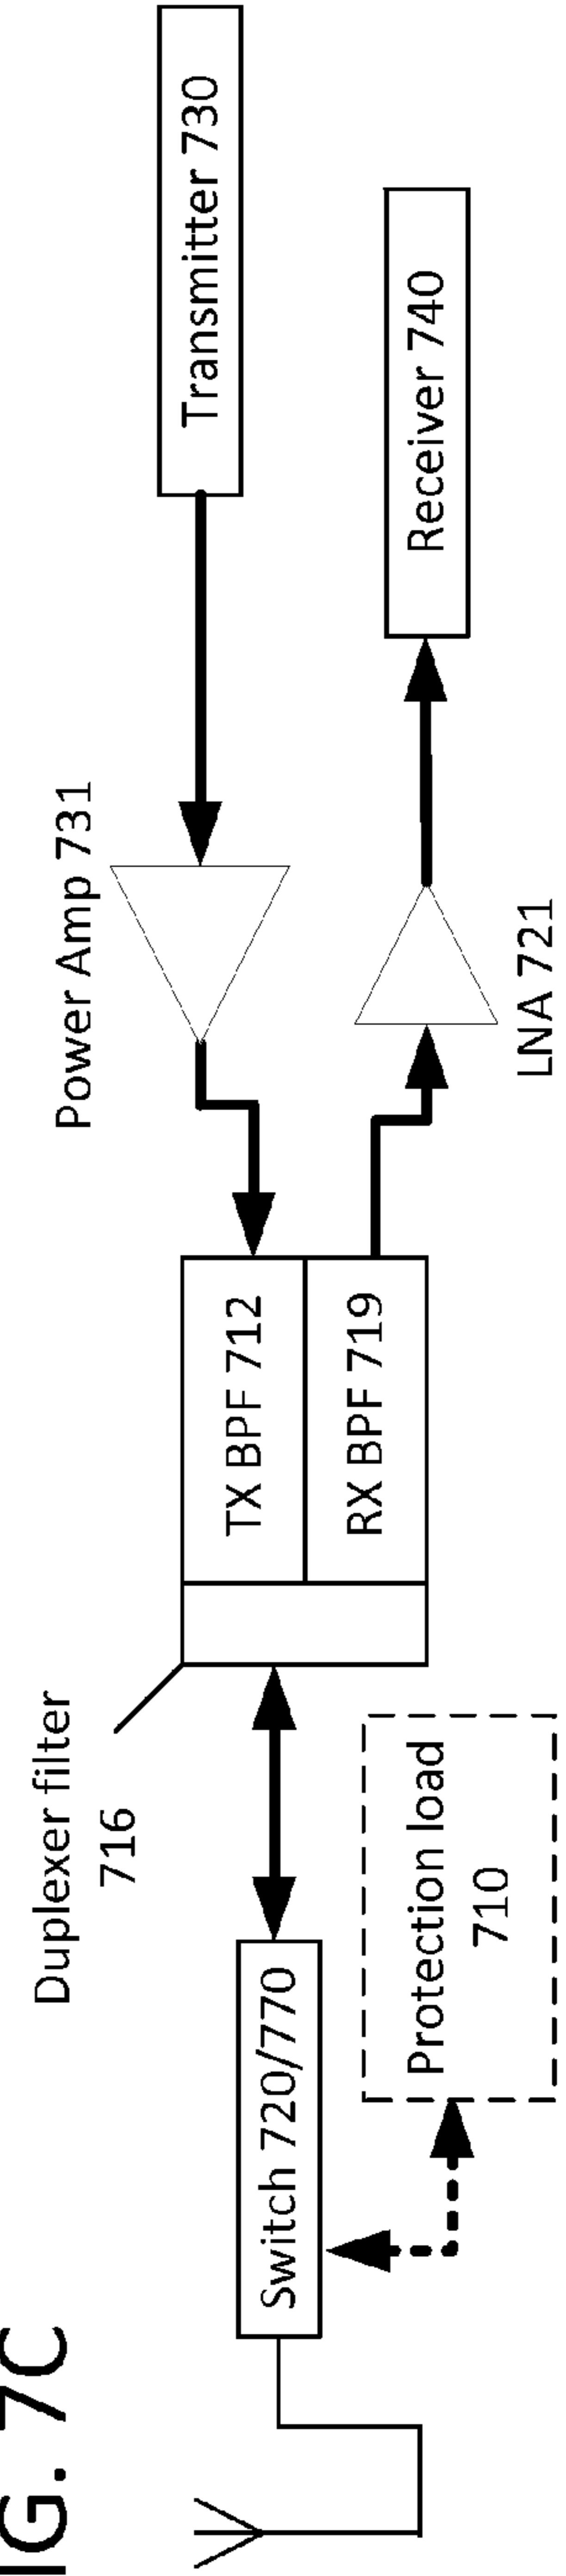 IG. 7C
Duplexer filter
716
Power Amp 731
Transmitter 730
Switch 720/770
TX BPF 712
RX BPF 719
Protection load
710
LNA 721
Receiver 740